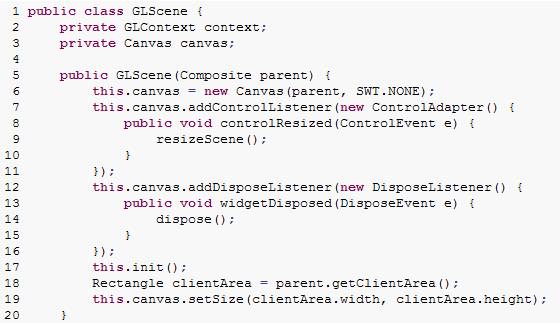 1 public class GLScene {
2     private GLContext context;
3     private Canvas canvas;
4
5     public GLScene(Composite parent) {
6         this.canvas = new Canvas(parent, SWT.NONE);
7         this.canvas.addControlListener(new ControlAdapter() {
8             public void controlResized(ControlEvent e) {
9                 resizeScene();
10             }
11         });
12         this.canvas.addDisposeListener(new DisposeListener() {
13             public void widgetDisposed(DisposeEvent e) {
14                 dispose();
15             }
16         });
17         this.init();
18         Rectangle clientArea = parent.getClientArea();
19         this.canvas.setSize(clientArea.width, clientArea.height);
20     }